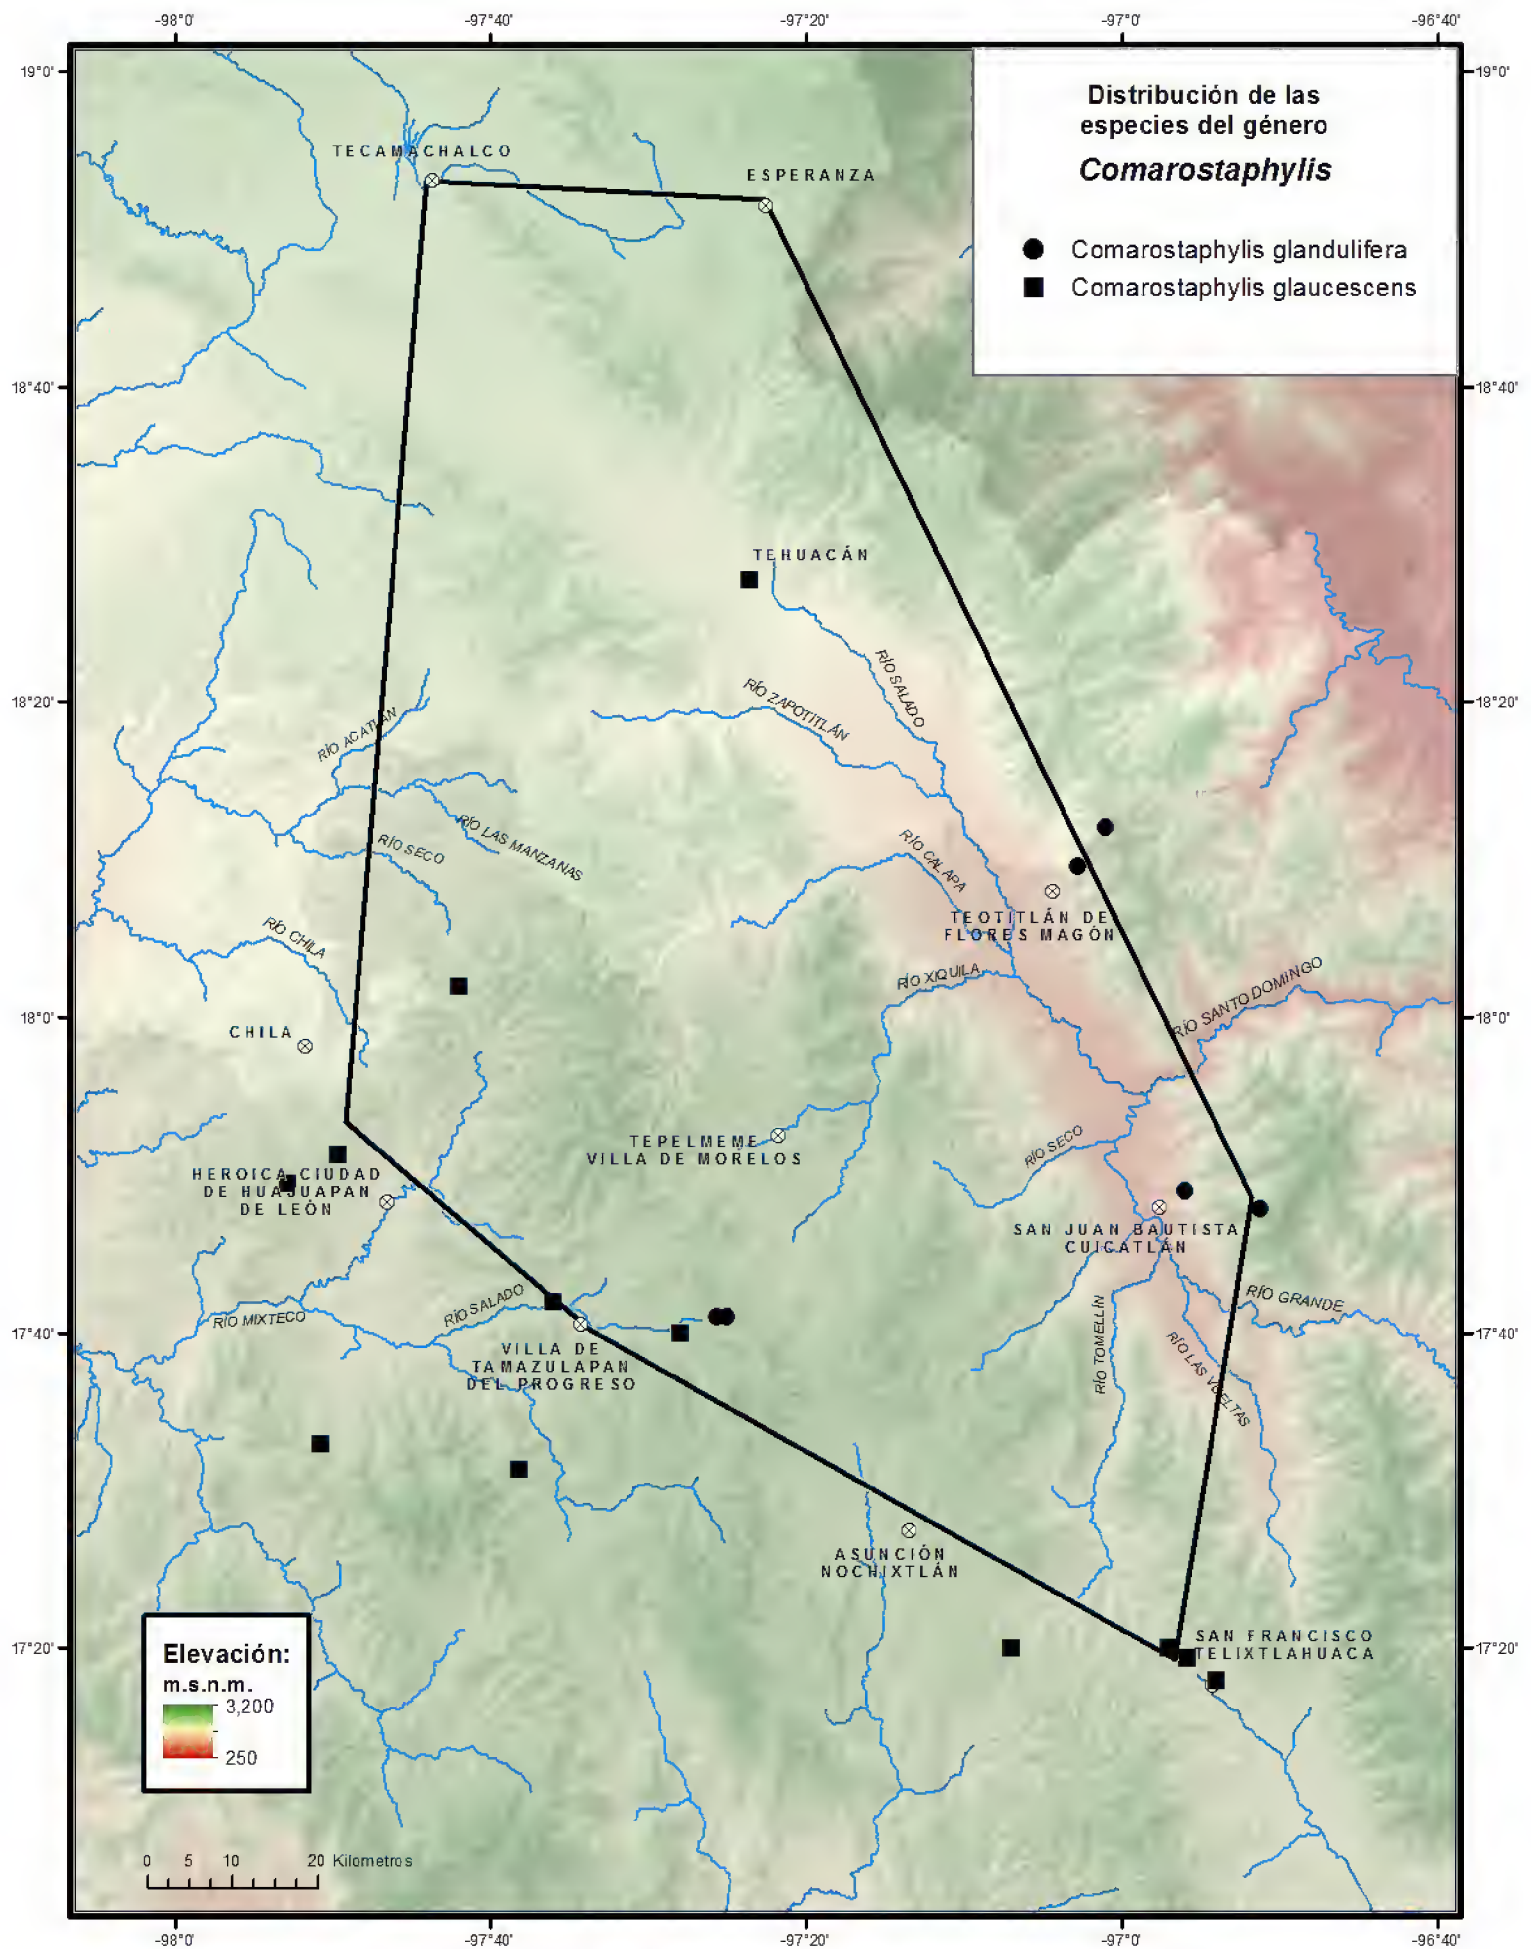 -98°0'
-97°40'
-97°20'
-97°0'
-96°40'
19°0'
19°0'
Distribución de las
especies del género
Comarostaphylis
Comarostaphylis glandulifera
Comarostaphylis glaucescens
TECAMACHALCO
ESPERANZA
18°40'
18°40'
TEHUACÁN
RÍO SALADO
RÍO ZAPOTITLÁN
18°20'
18°20'
RÍO ACATLÁN
RÍO LAS MANZANAS
RÍO SECO
RÍO CALAPA
TEOTITLÁN DE
FLORES MAGÓN
RÍO CHILA
RÍO XIQUILA
RÍO SANTO DOMINGO
18°0'
18°0'
CHILA
TEPELMEME
VILLA DE MORELOS
RÍO SECO
HEROICA CIUDAD
DE HUAJUAPAN
DE LEÓN
SAN JUAN BAUTISTA
CUICATLÁN
RÍO GRANDE
RÍO MIXTECO
RÍO SALADO
17°40'
17°40'
RÍO TOMELLÍN
RÍO LAS VUELTAS
VILLA DE
TAMAZULAPAN
DEL PROGRESO
ASUNCIÓN
NOCHIXTLÁN
17°20'
17°20'
SAN FRANCISCO
TELIXTLAHUACA
Elevación:
m.s.n.m.
3,200
250
0 5 10 20 Kilometros
-98°0'
-97°40'
-97°20'
-97°0'
-96°40'